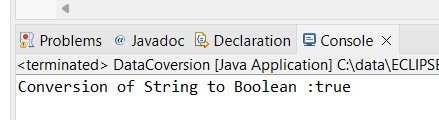 Problems @ Javadoc Declaration Console
<terminated> DataCoversion [Java Application] C:\data\ECLIPSE
Conversion of String to Boolean :true